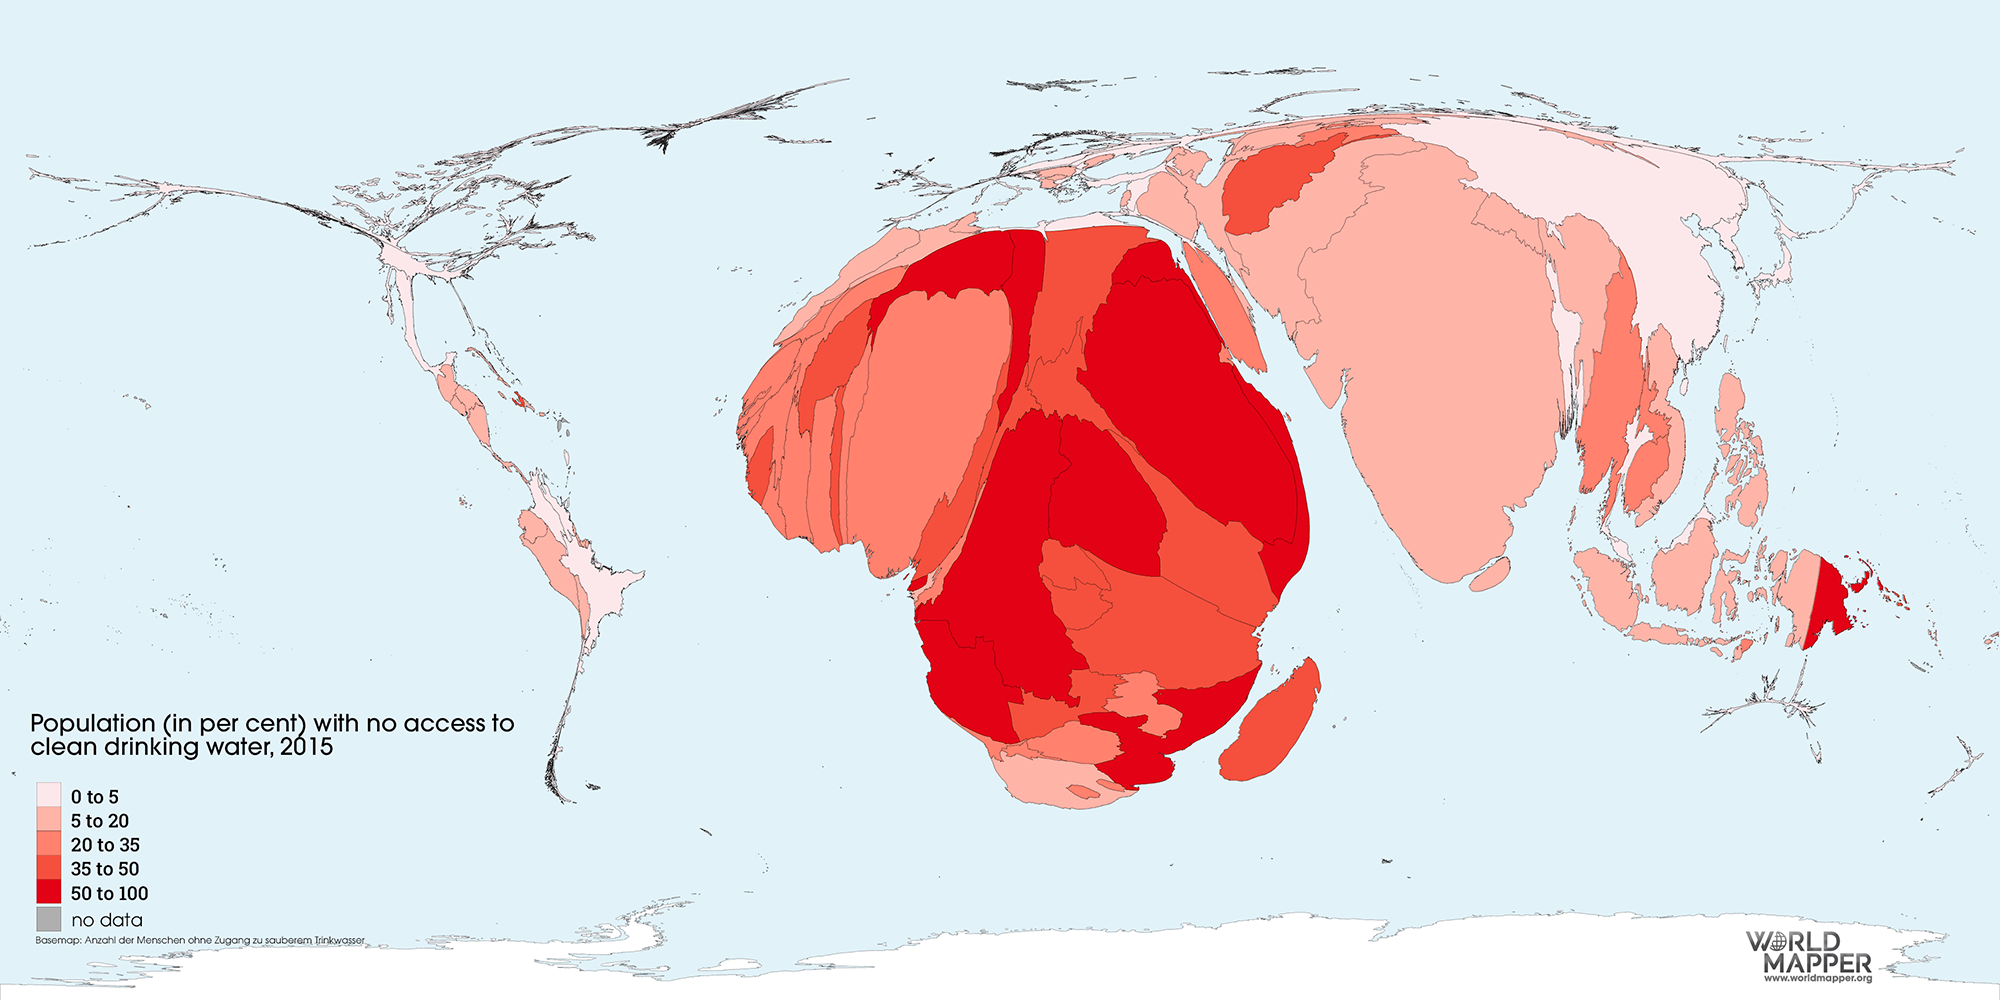 Population (in per cent) with no access to
clean drinking water, 2015
0 to 5
5 to 20
20 to 35
35 to 50
50 to 100
no data
Basemap: Anzahl der Menschen ohne Zugang zu sauberem Trinkwasser
WORLD
MAPPER
www.worldmapper.org